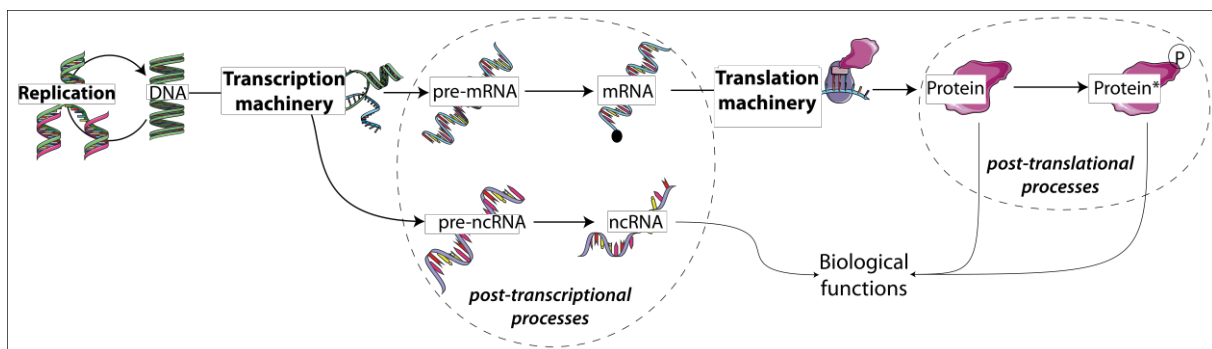 Replication
DNA
Transcription
machinery
pre-mRNA
mRNA
Translation
machinery
Protein
Protein*
P
post-translational
processes
pre-ncRNA
ncRNA
Biological
functions
post-transcriptional
processes